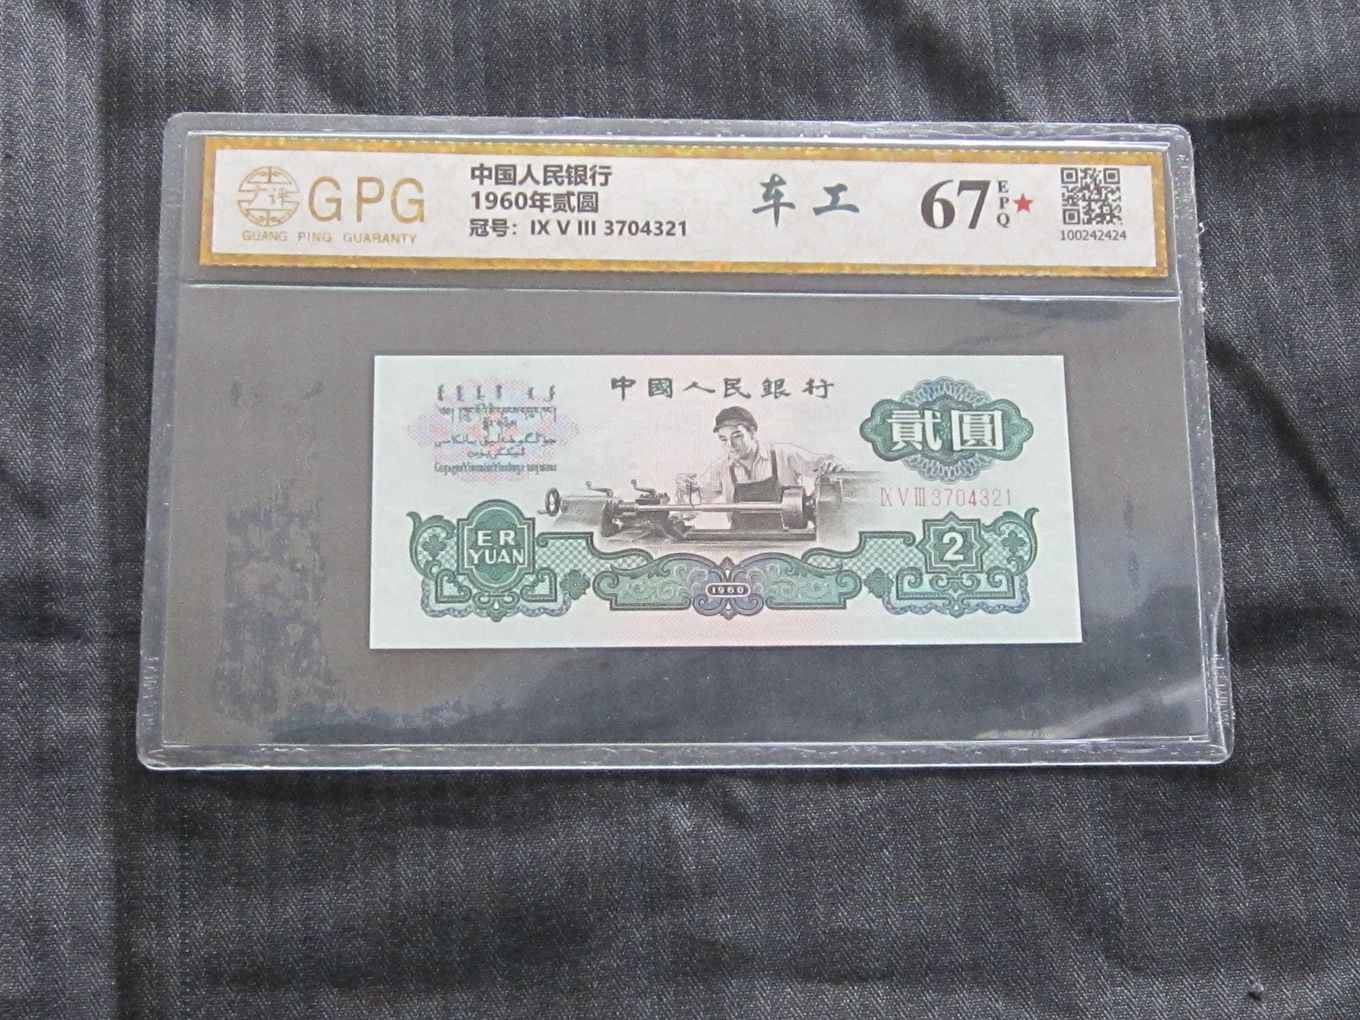 GPG
GUANG PING GUARANTY
中国人民银行
1960年贰圆
冠号：IX V III 3704321
车工
67
EPQ
100242424
中國人民銀行
貳圓
IX V III 3704321
ER
YUAN
2
1960